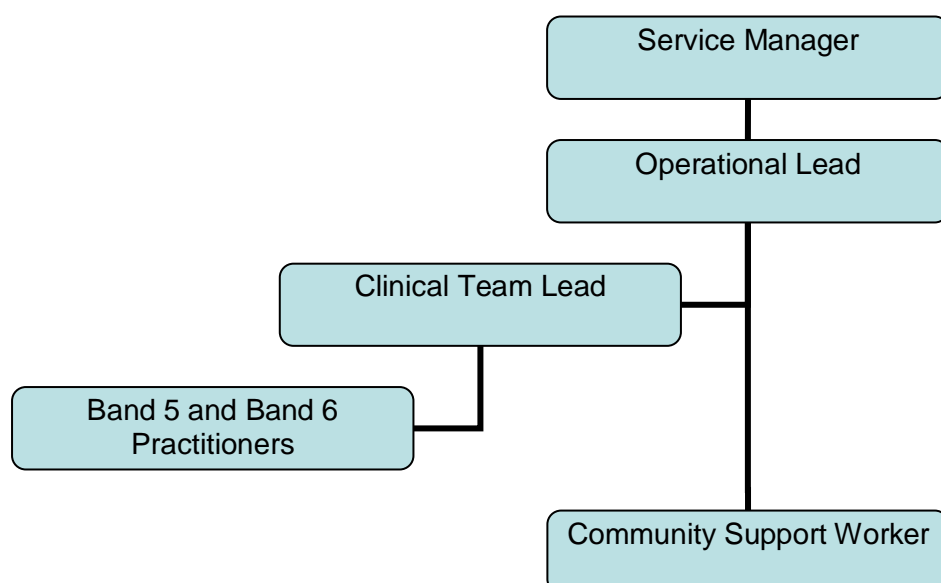 Service Manager
Operational Lead
Clinical Team Lead
Band 5 and Band 6
Practitioners
Community Support Worker